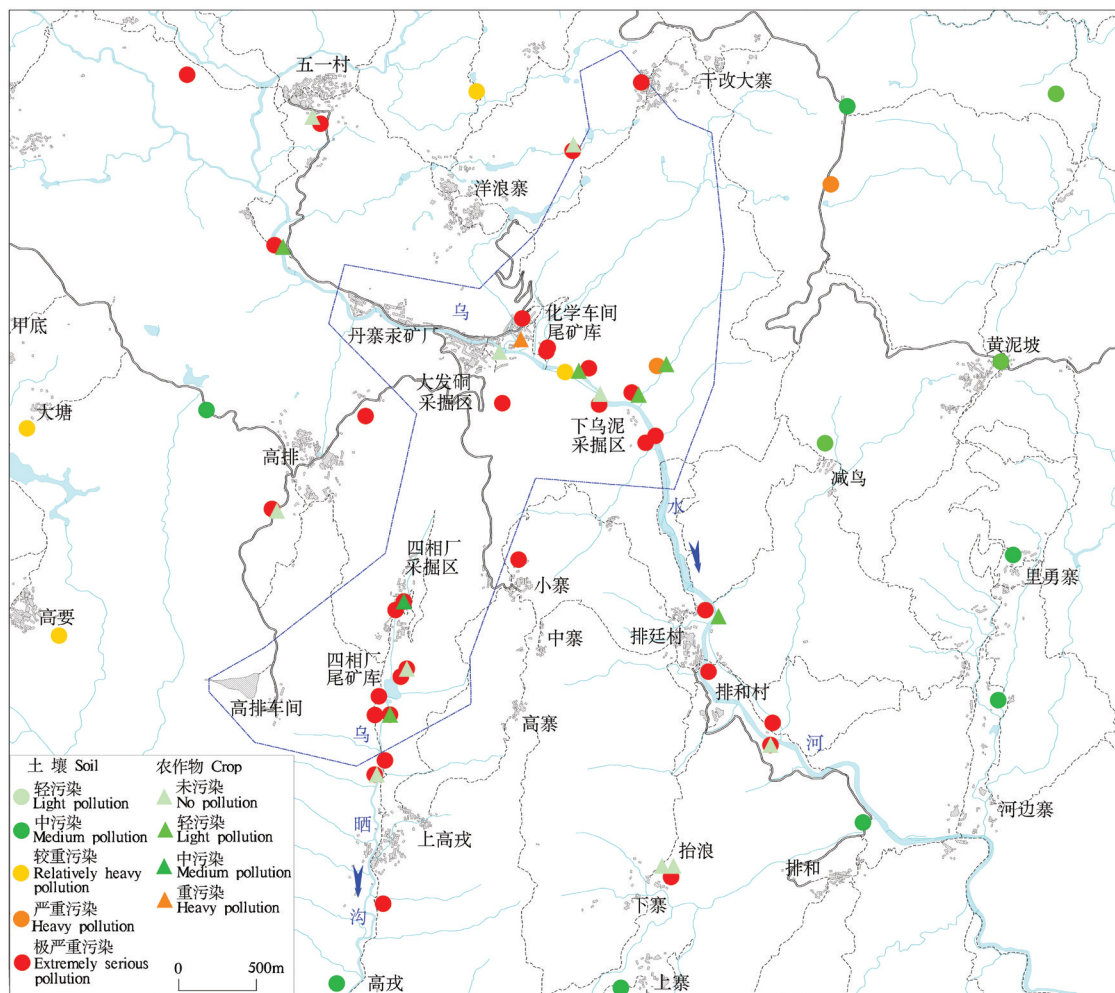 五一村
干改大寨
洋浪寨
乌
化学车间
尾矿库
丹寨汞矿厂
甲底
黄泥坡
大发硐
采掘区
大塘
下乌泥
采掘区
高排
减鸟
水
四相厂
采掘区
小寨
里勇寨
高要
中寨
排廷村
四相厂
尾矿库
排和村
高排车间
高寨
乌
河
河边寨
晒
上高戎
抬浪
排和
下寨
沟
高戎
上寨
土 壤 Soil
轻污染
Light pollution
中污染
Medium pollution
较重污染
Relatively heavy
pollution
严重污染
Heavy pollution
极严重污染
Extremely serious
pollution
农作物 Crop
未污染
No pollution
轻污染
Light pollution
中污染
Medium pollution
重污染
Heavy pollution
0 500m